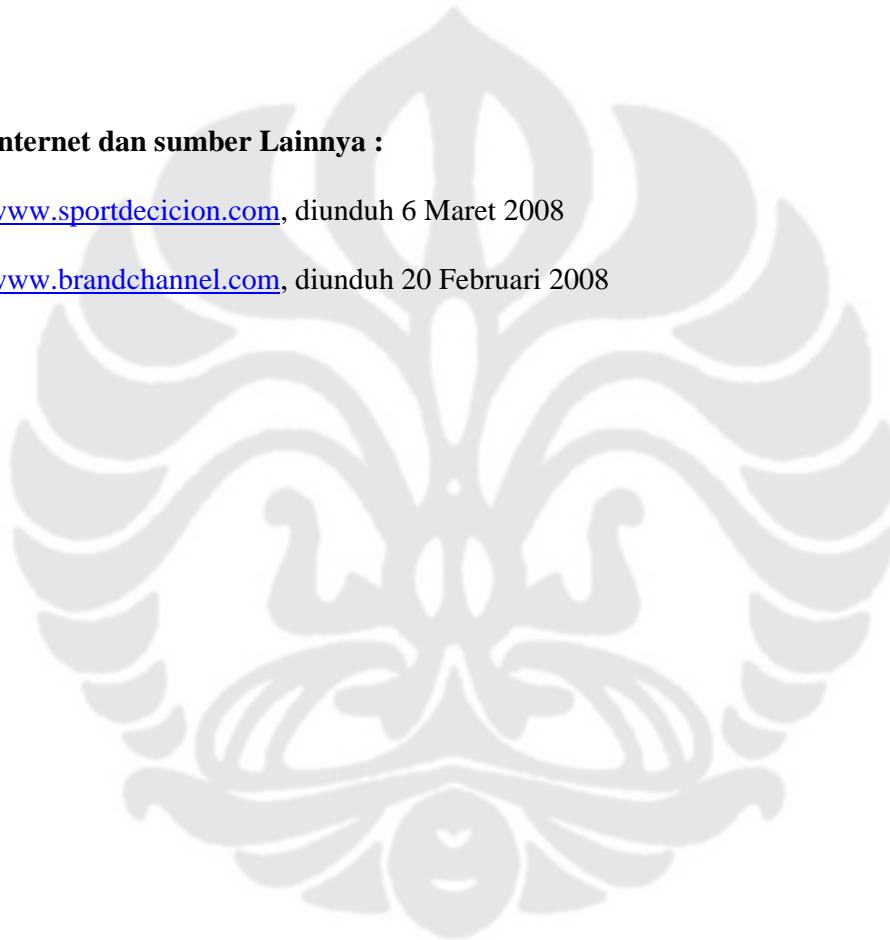 nternet dan sumber Lainnya :
www.sportdecicion.com, diunduh 6 Maret 2008
www.brandchannel.com, diunduh 20 Februari 2008